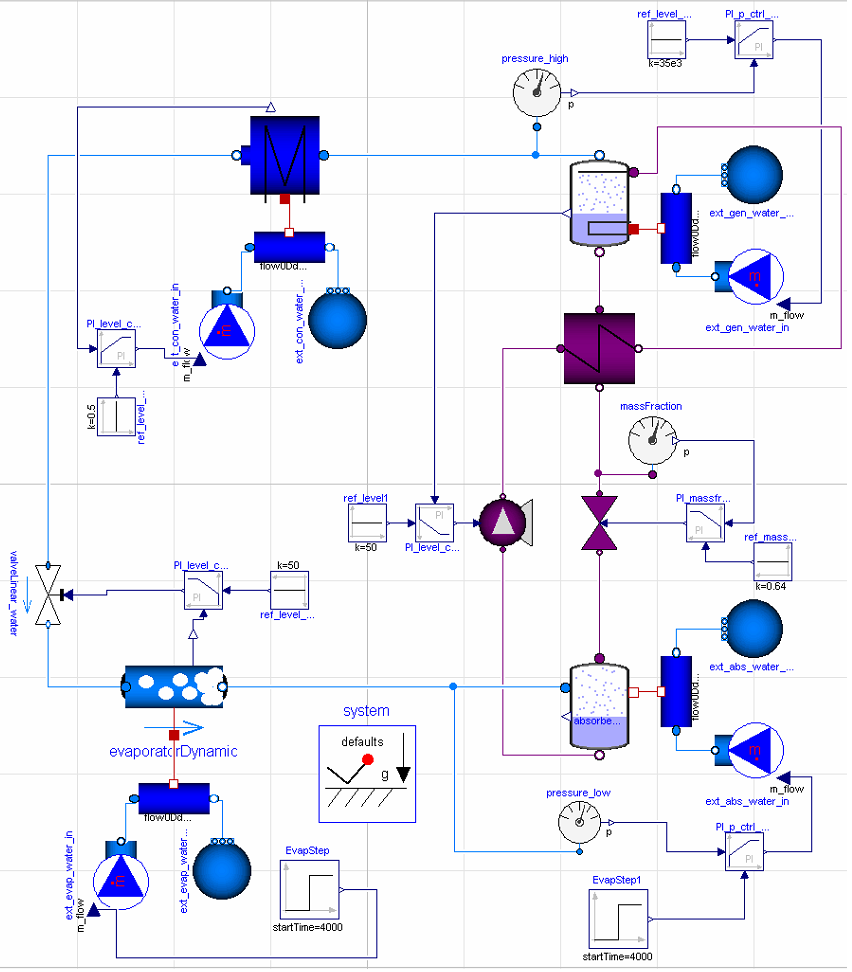 ref_level_...
PI_p_ctrl_...
PI
k=35e3
pressure_high
p
ext_gen_water_...
flow0Dd...
ṁ
m_flow
ext_gen_water_in
flow0Dd...
ext_con_water_in
ext_con_water_...
ṁ
m_flow
PI_level_c...
PI
k=0.5
ref_level_...
massFraction
p
ref_level1
k=50
PI
PI_level_c...
PI_massfr...
PI
ref_mass...
k=0.64
valveLinear_water
PI_level_c...
PI
k=50
ref_level_...
ext_abs_water_...
flow0Dd...
absorbe...
ṁ
m_flow
ext_abs_water_in
system
defaults
g
evaporatorDynamic
flow0Dd...
ext_evap_water_in
ext_evap_water...
ṁ
m_flow
EvapStep
startTime=4000
pressure_low
p
PI_p_ctrl_...
PI
EvapStep1
startTime=4000